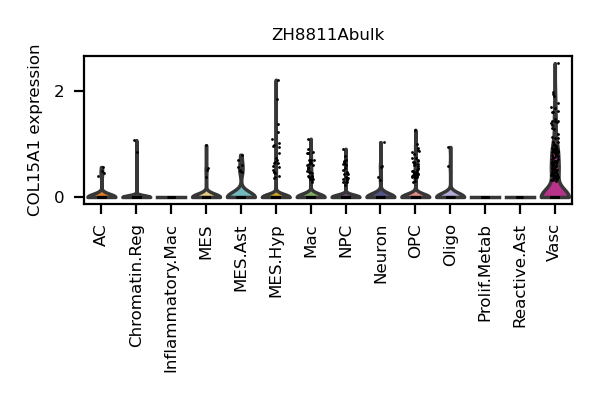 ZH8811Abulk
COL15A1 expression
2
0
AC
Chromatin.Reg
Inflammatory.Mac
MES
MES.Ast
MES.Hyp
Mac
NPC
Neuron
OPC
Oligo
Prolif.Metab
Reactive.Ast
Vasc